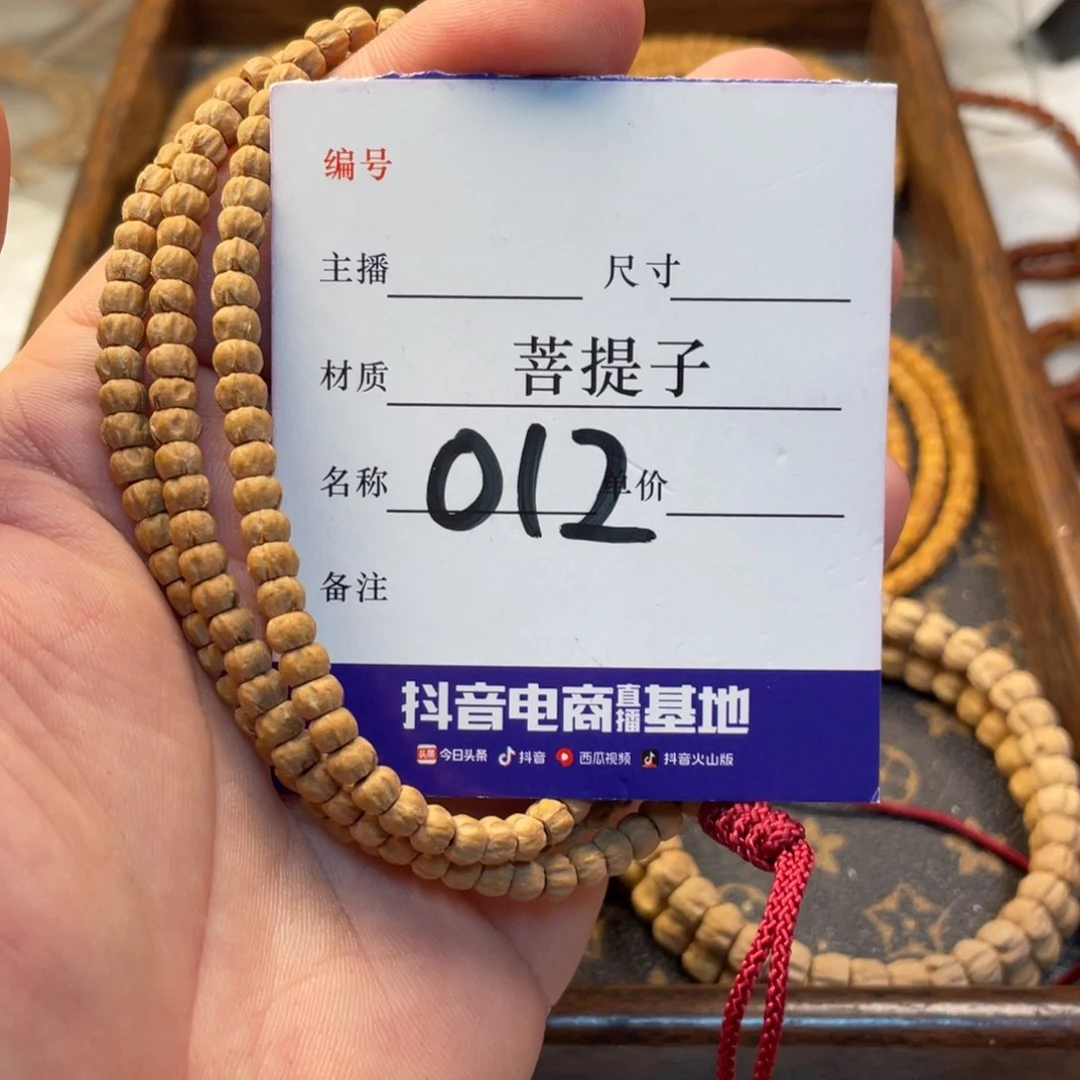 编号
主播 尺寸
材质 菩提子
名称 012 单价
备注
抖音电商直播基地
头条 今日头条 抖音 西瓜视频 抖音火山版